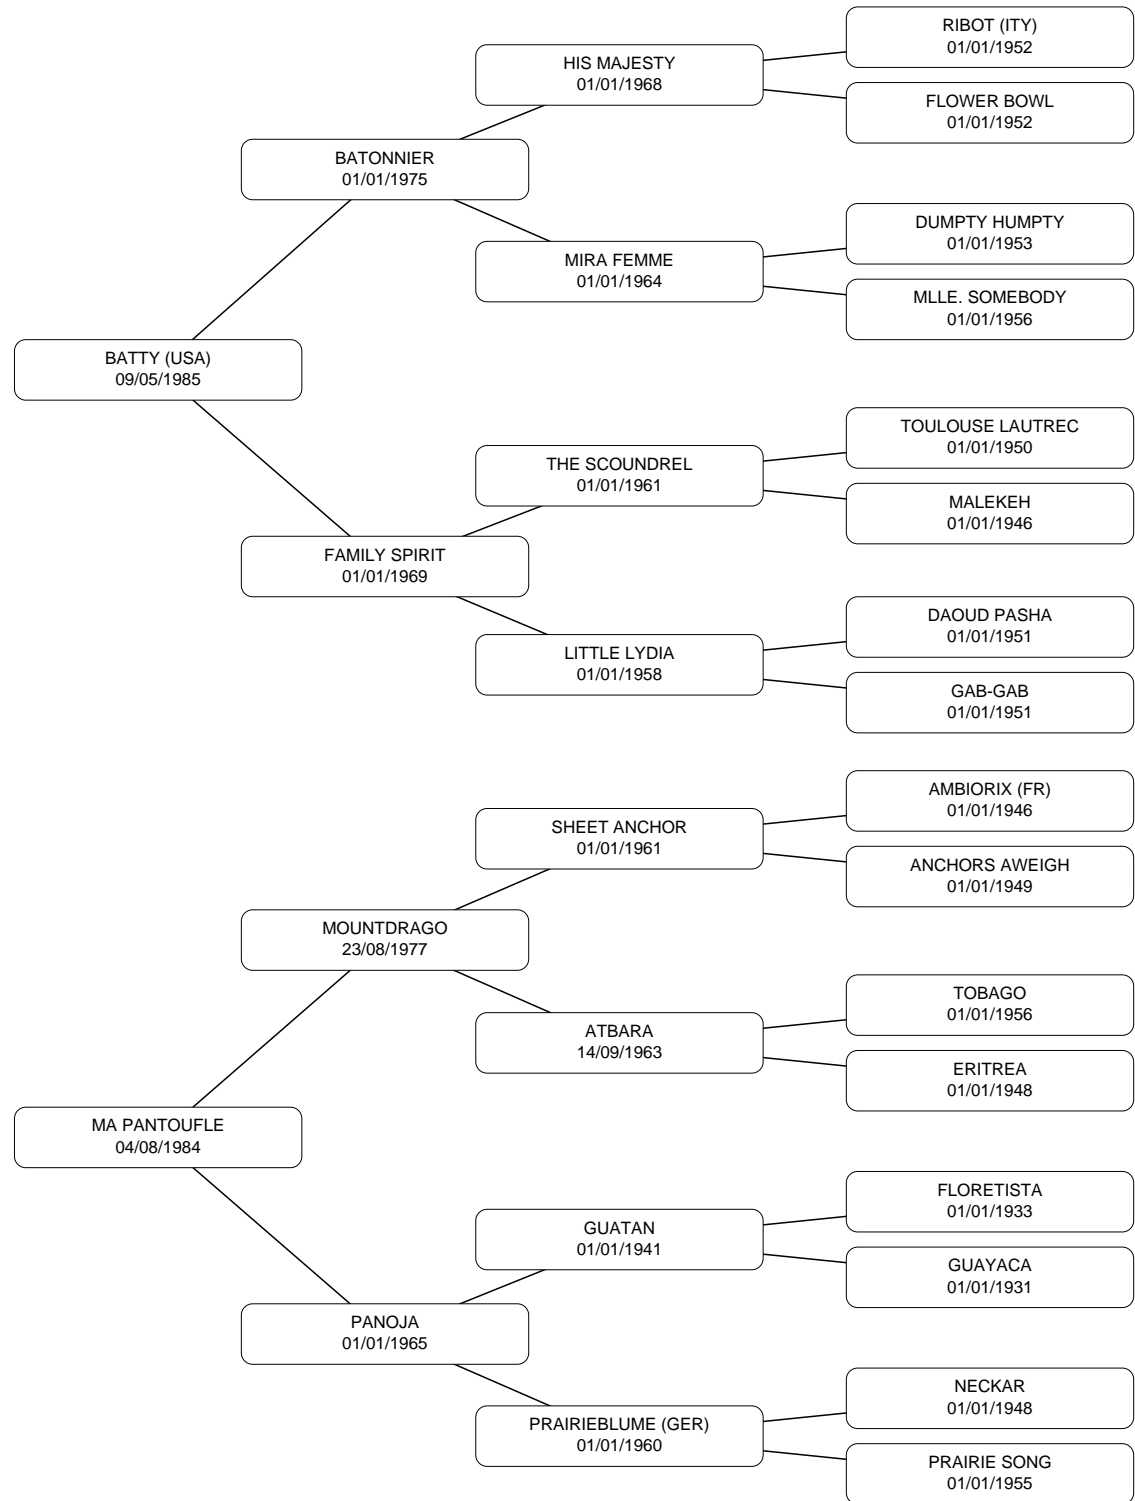 RIBOT (ITY)
01/01/1952
HIS MAJESTY
01/01/1968
FLOWER BOWL
01/01/1952
BATONNIER
01/01/1975
DUMPTY HUMPTY
01/01/1953
MIRA FEMME
01/01/1964
MLLE. SOMEBODY
01/01/1956
BATTY (USA)
09/05/1985
TOULOUSE LAUTREC
01/01/1950
THE SCOUNDREL
01/01/1961
MALEKEH
01/01/1946
FAMILY SPIRIT
01/01/1969
DAOUD PASHA
01/01/1951
LITTLE LYDIA
01/01/1958
GAB-GAB
01/01/1951
AMBIORIX (FR)
01/01/1946
SHEET ANCHOR
01/01/1961
ANCHORS AWEIGH
01/01/1949
MOUNTDRAGO
23/08/1977
TOBAGO
01/01/1956
ATBARA
14/09/1963
ERITREA
01/01/1948
MA PANTOUFLE
04/08/1984
FLORETISTA
01/01/1933
GUATAN
01/01/1941
GUAYACA
01/01/1931
PANOJA
01/01/1965
NECKAR
01/01/1948
PRAIRIEBLUME (GER)
01/01/1960
PRAIRIE SONG
01/01/1955